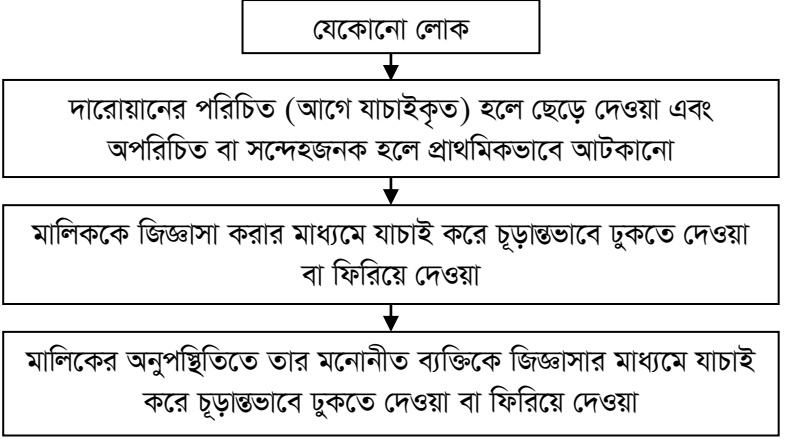 যেকোনো লোক
দারোয়ানের পরিচিত (আগে যাচাইকৃত) হলে ছেড়ে দেওয়া এবং
অপরিচিত বা সন্দেহজনক হলে প্রাথমিকভাবে আটকানো
মালিককে জিজ্ঞাসা করার মাধ্যমে যাচাই করে চূড়ান্তভাবে ঢুকতে দেওয়া
বা ফিরিয়ে দেওয়া
মালিকের অনুপস্থিতিতে তার মনোনীত ব্যক্তিকে জিজ্ঞাসার মাধ্যমে যাচাই
করে চূড়ান্তভাবে ঢুকতে দেওয়া বা ফিরিয়ে দেওয়া